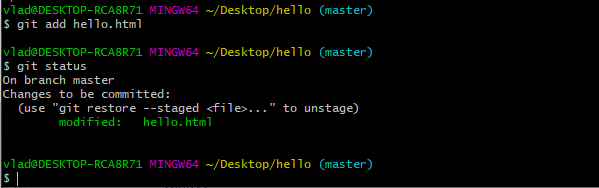 vlad@DESKTOP-RCA8R71 MINGW64 ~/Desktop/hello (master)
$ git add hello.html
vlad@DESKTOP-RCA8R71 MINGW64 ~/Desktop/hello (master)
$ git status
On branch master
Changes to be committed:
  (use "git restore --staged <file>..." to unstage)
        modified:   hello.html
vlad@DESKTOP-RCA8R71 MINGW64 ~/Desktop/hello (master)
$